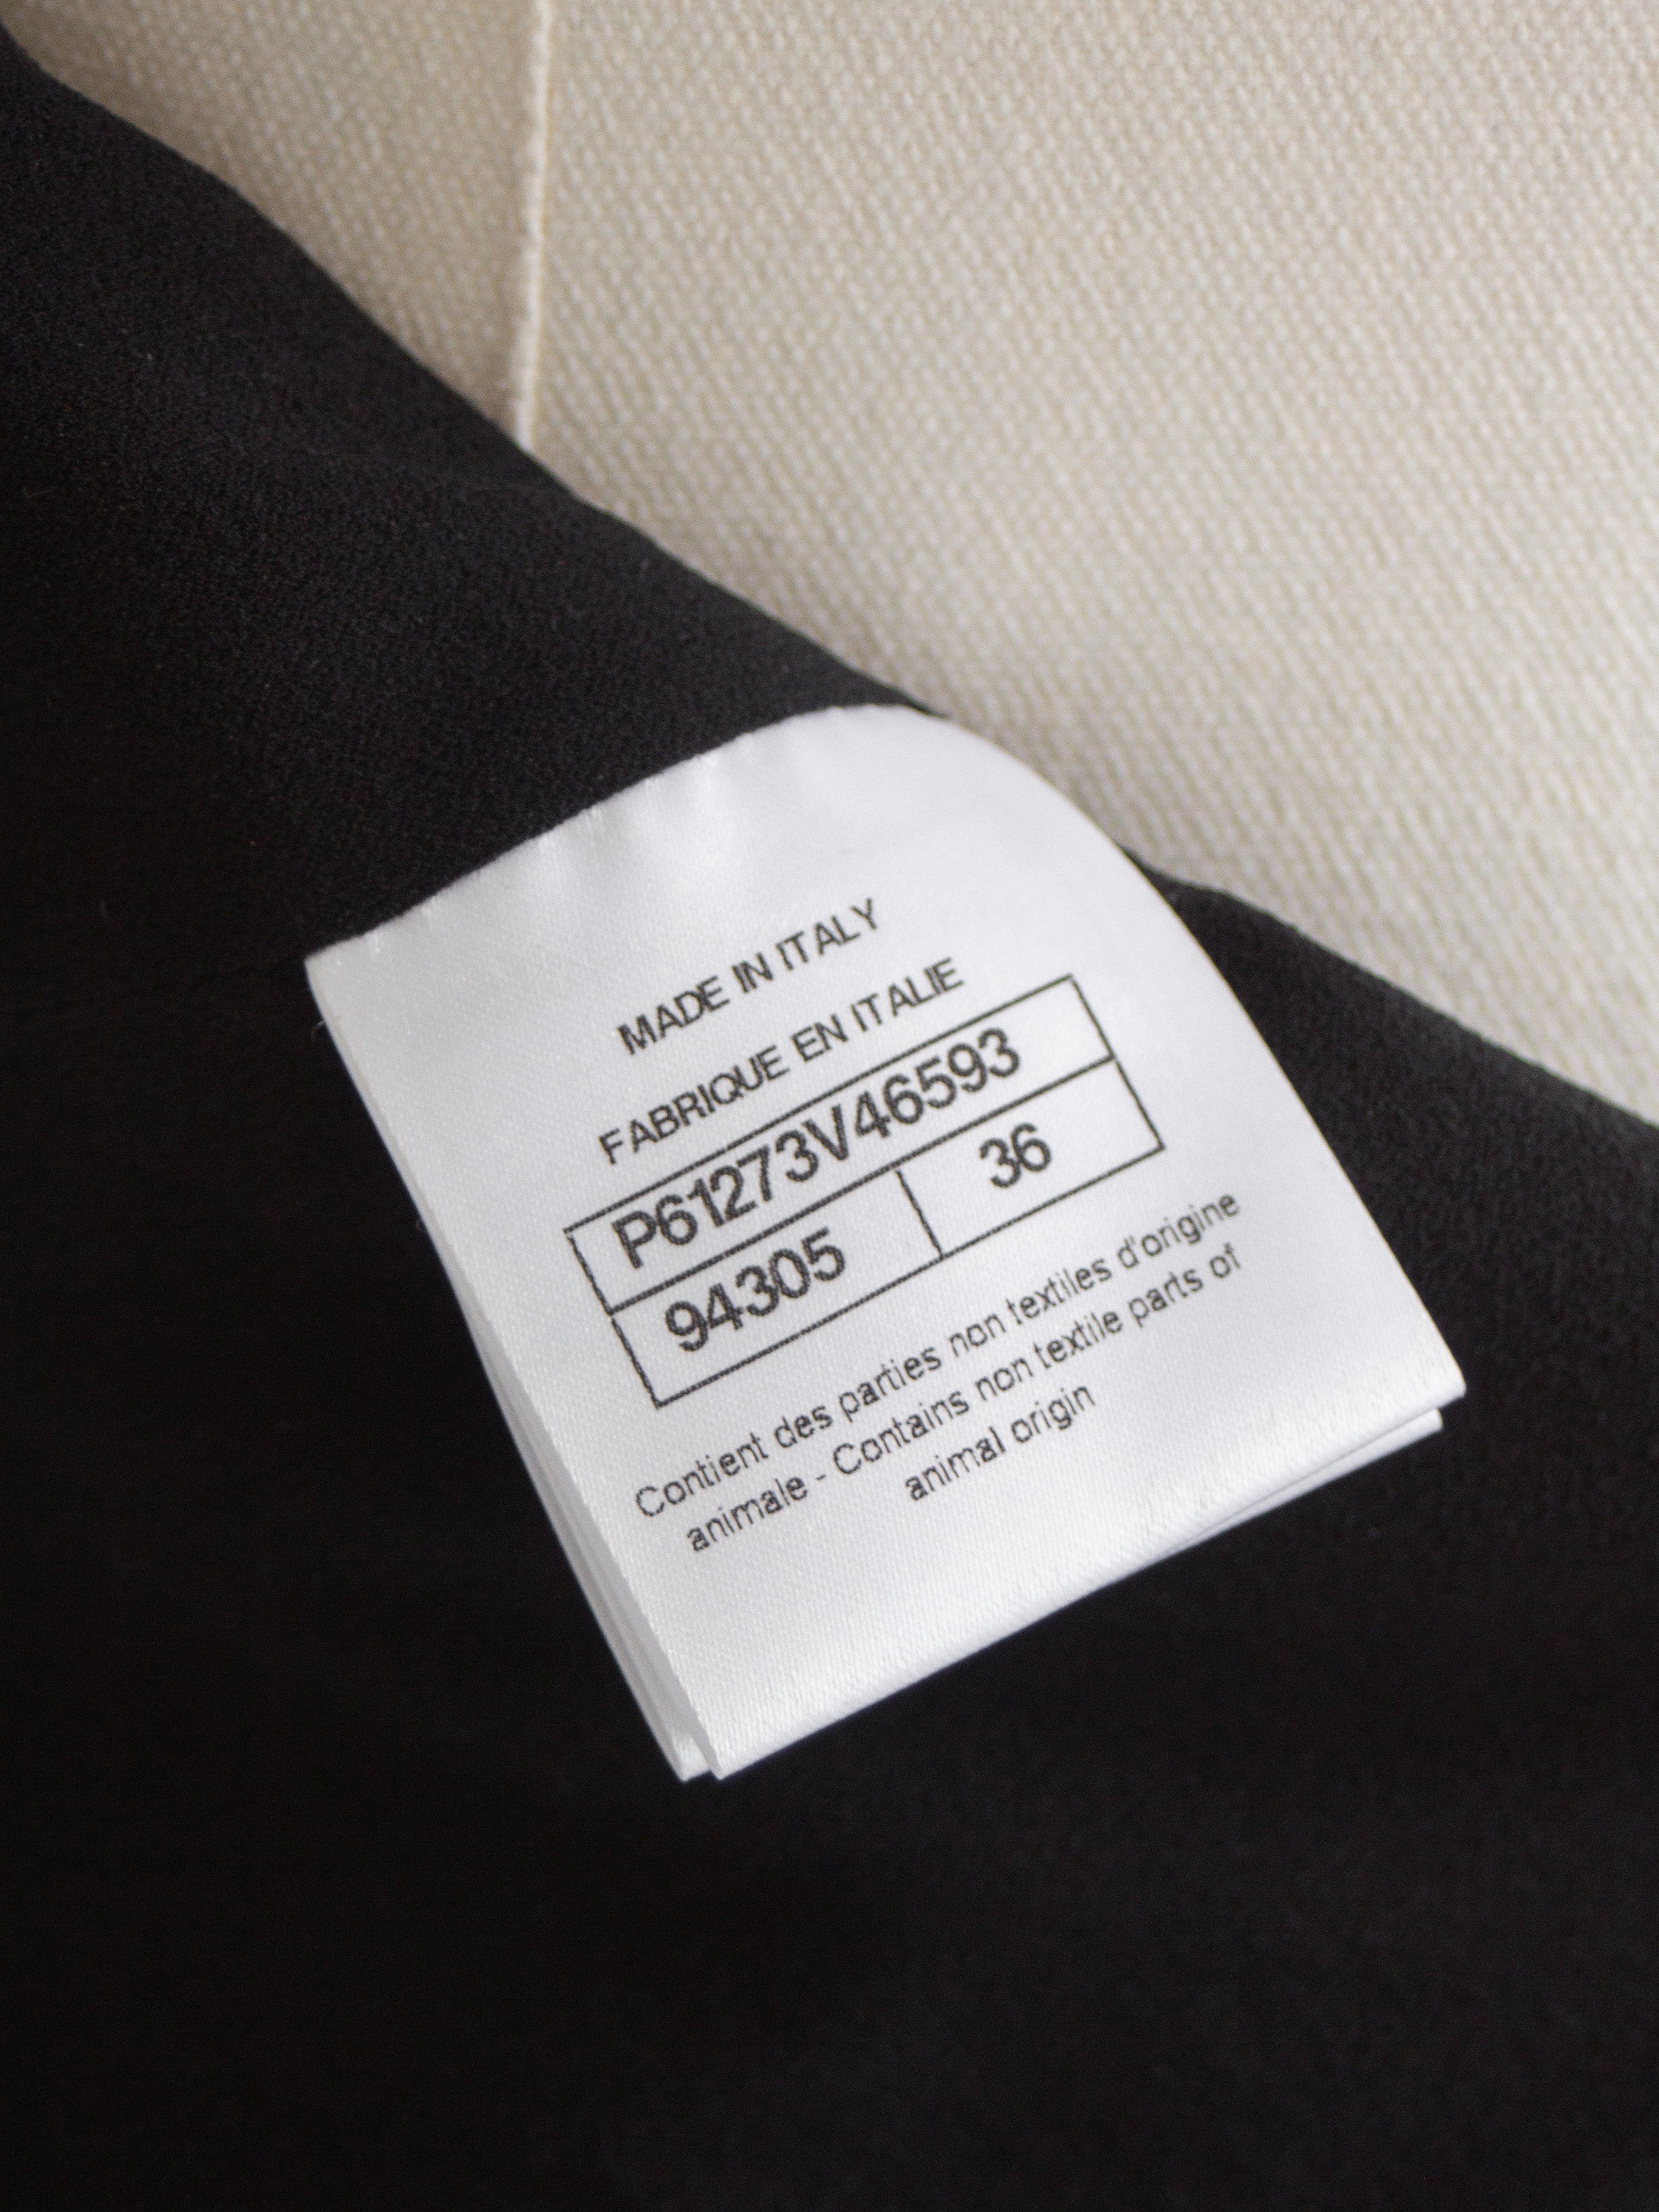 MADE IN ITALY
FABRIQUE EN ITALIE
P61273V46593
94305 36
Contient des parties non textiles d'origine
animale - Contains non textile parts of
animal origin